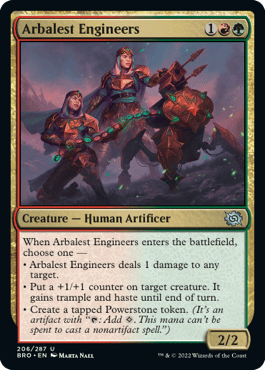 Arbalest Engineers 1
Creature — Human Artificer
When Arbalest Engineers enters the battlefield,
choose one —
• Arbalest Engineers deals 1 damage to any
target.
• Put a +1/+1 counter on target creature. It
gains trample and haste until end of turn.
• Create a tapped Powerstone token. (It's an
artifact with “: Add . This mana can't be
spent to cast a nonartifact spell.”)
2/2
206/287 U
BRO • EN MARTA NAEL
™ & © 2022 Wizards of the Coast